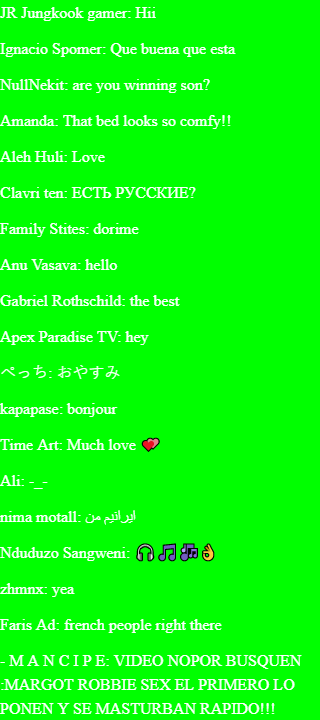 JR Jungkook gamer: Hii
Ignacio Spomer: Que buena que esta
NullNekit: are you winning son?
Amanda: That bed looks so comfy!!
Aleh Huli: Love
Clavri ten: ЕСТЬ РУССКИЕ?
Family Stites: dorime
Anu Vasava: hello
Gabriel Rothschild: the best
Apex Paradise TV: hey
ぺっち: おやすみ
kapapase: bonjour
Time Art: Much love 💕
Ali: -_-
nima motall: ایرانیم من
Nduduzo Sangweni: 🎧🎵🎼👌
zhmnx: yea
Faris Ad: french people right there
- M A N C I P E: VIDEO NOPOR BUSQUEN
:MARGOT ROBBIE SEX EL PRIMERO LO
PONEN Y SE MASTURBAN RAPIDO!!!